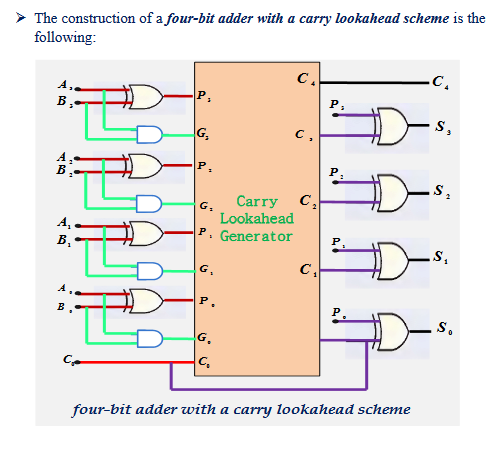 ➤ The construction of a four-bit adder with a carry lookahead scheme is the
following:
A₃
B₃
P₃
G₃
A₂
B₂
P₂
G₂
A₁
B₁
P₁
G₁
A₀
B₀
P₀
G₀
C₀
C₀
Carry
Lookahead
Generator
C₄
C₃
C₂
C₁
C₄
P₃
S₃
P₂
S₂
P₁
S₁
P₀
S₀
four-bit adder with a carry lookahead scheme